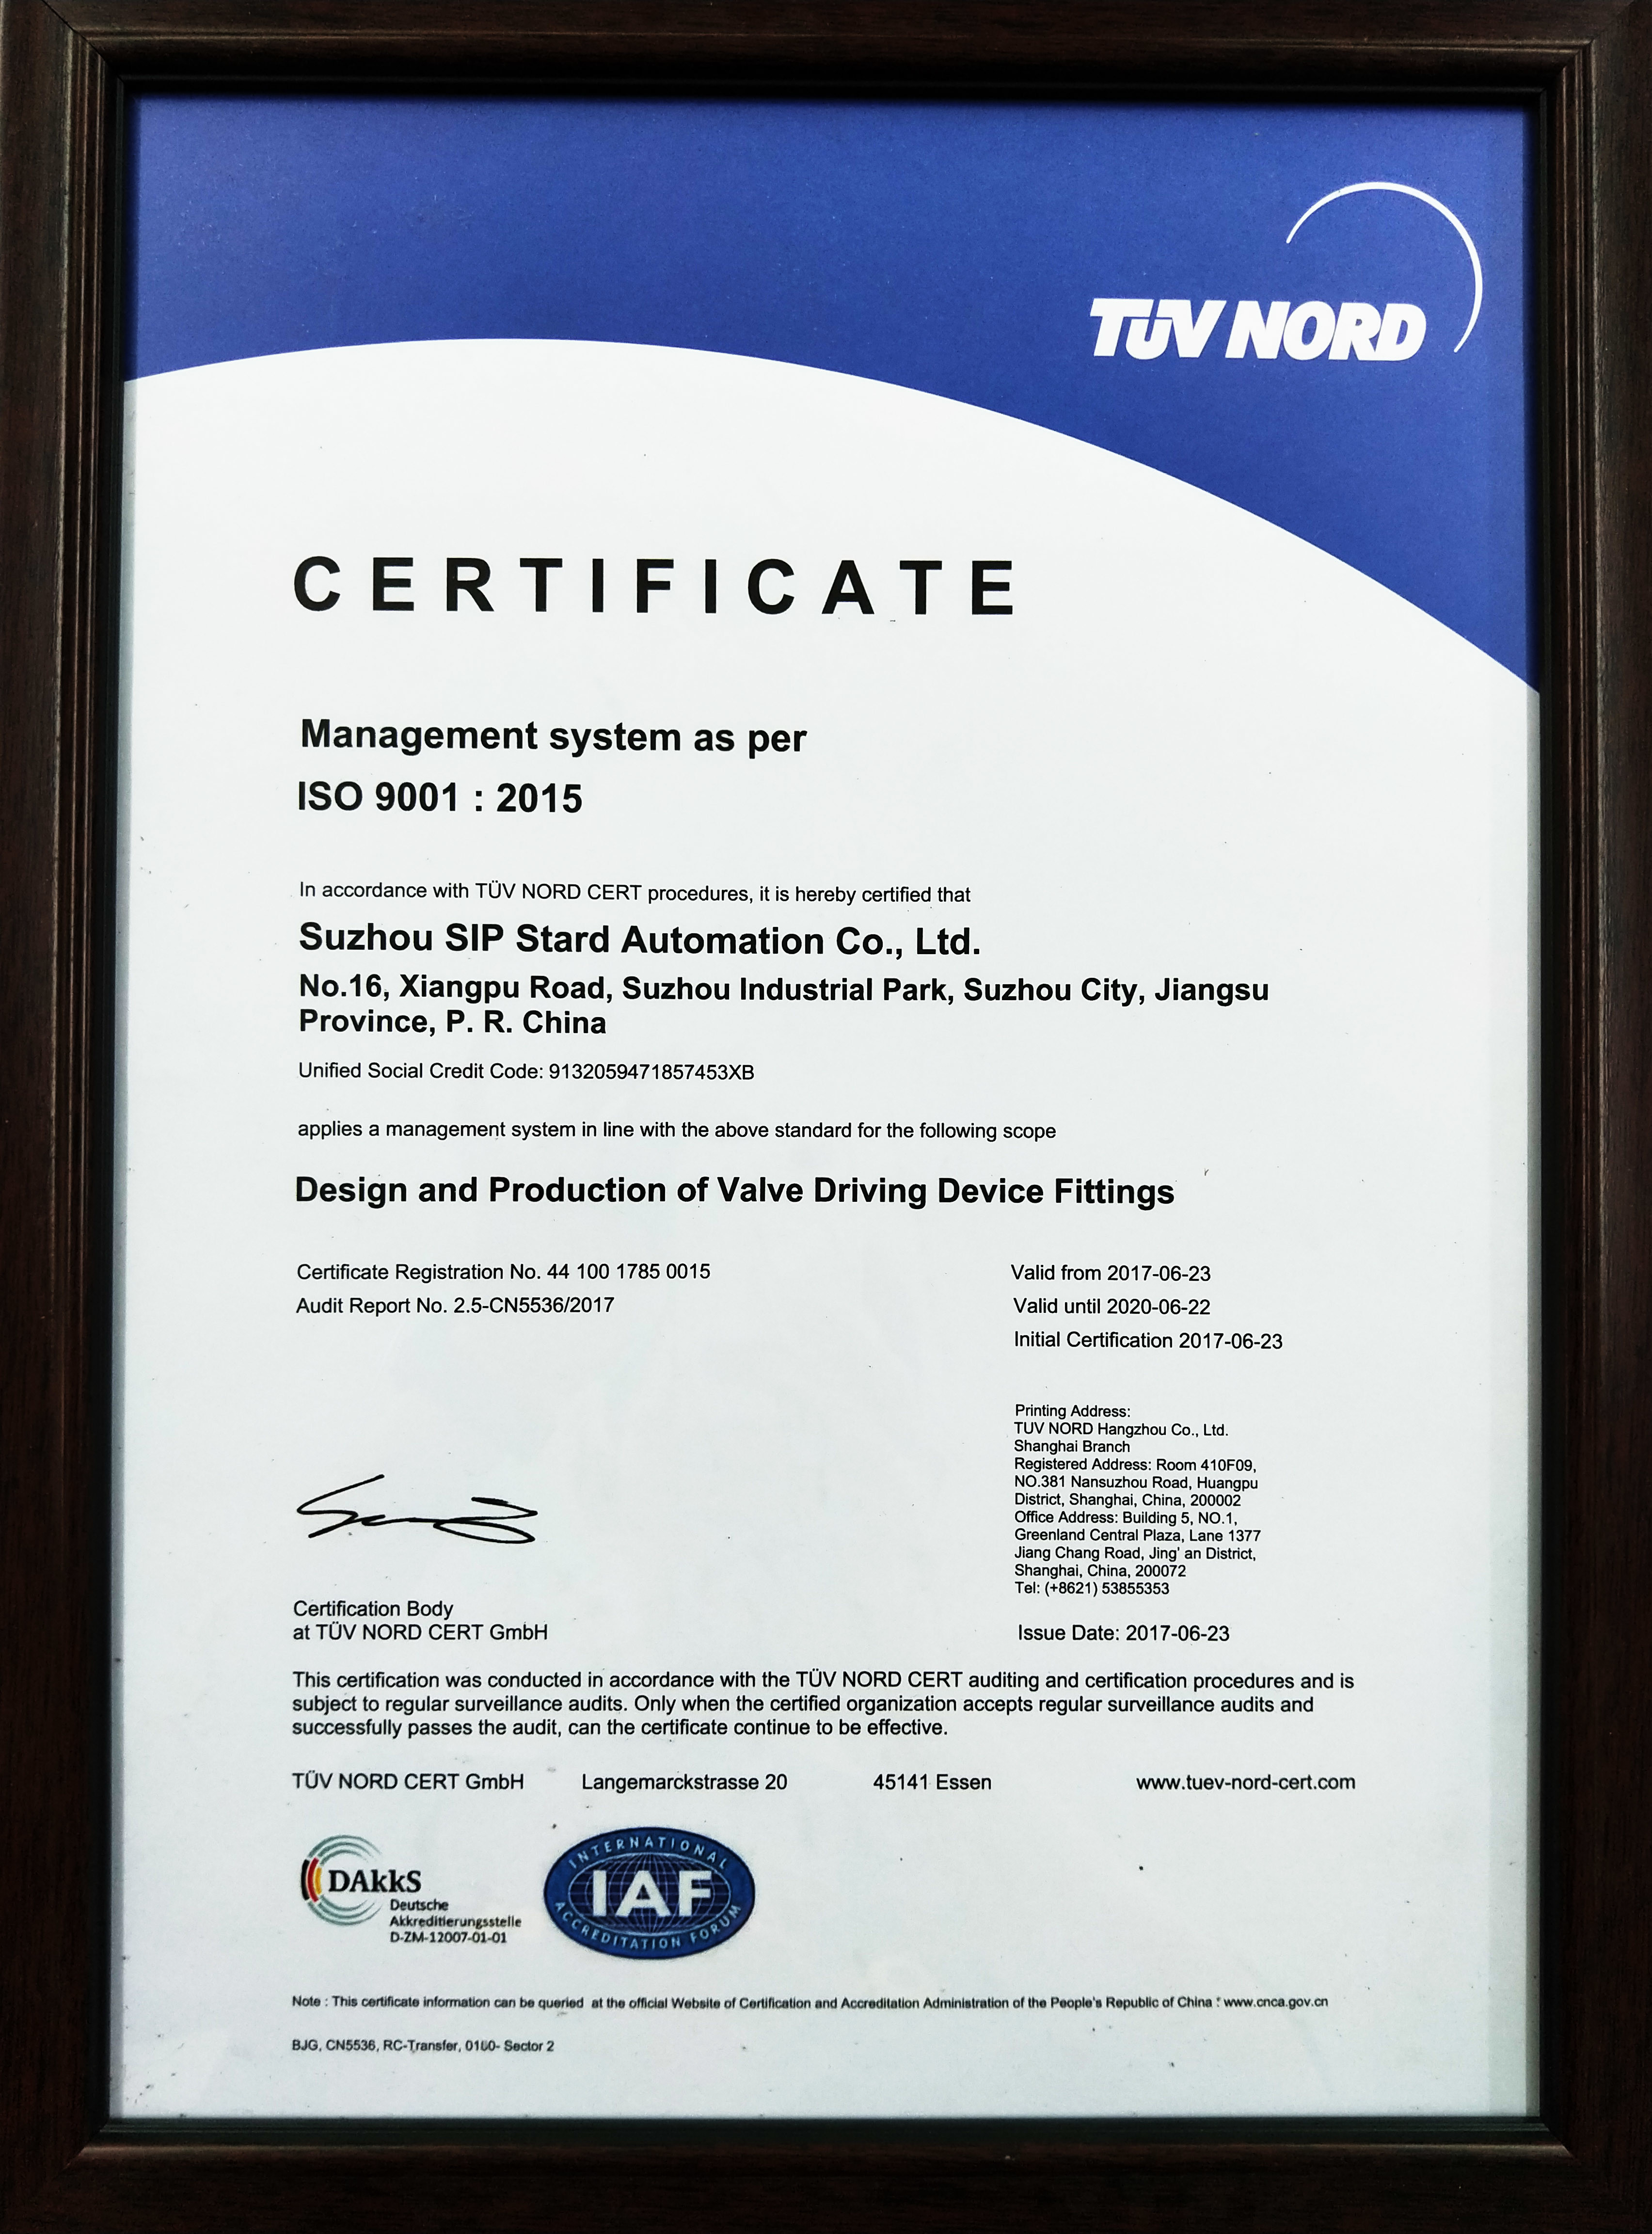 TÜV NORD
CERTIFICATE
Management system as per
ISO 9001 : 2015
In accordance with TÜV NORD CERT procedures, it is hereby certified that
Suzhou SIP Stard Automation Co., Ltd.
No.16, Xiangpu Road, Suzhou Industrial Park, Suzhou City, Jiangsu
Province, P. R. China
Unified Social Credit Code: 9132059471857453XB
applies a management system in line with the above standard for the following scope
Design and Production of Valve Driving Device Fittings
Certificate Registration No. 44 100 1785 0015
Audit Report No. 2.5-CN5536/2017
Valid from 2017-06-23
Valid until 2020-06-22
Initial Certification 2017-06-23
Printing Address:
TUV NORD Hangzhou Co., Ltd.
Shanghai Branch
Registered Address: Room 410F09,
NO.381 Nansuzhou Road, Huangpu
District, Shanghai, China, 200002
Office Address: Building 5, NO.1,
Greenland Central Plaza, Lane 1377
Jiang Chang Road, Jing' an District,
Shanghai, China, 200072
Tel: (+8621) 53855353
Certification Body
at TÜV NORD CERT GmbH
Issue Date: 2017-06-23
This certification was conducted in accordance with the TÜV NORD CERT auditing and certification procedures and is
subject to regular surveillance audits. Only when the certified organization accepts regular surveillance audits and
successfully passes the audit, can the certificate continue to be effective.
TÜV NORD CERT GmbH Langemarckstrasse 20 45141 Essen www.tuev-nord-cert.com
DAkkS
Deutsche
Akkreditierungsstelle
D-ZM-12007-01-01
INTERNATIONAL
IAF
ACCREDITATION FORUM
Note : This certificate information can be queried at the official Website of Certification and Accreditation Administration of the People's Republic of China : www.cnca.gov.cn
BJG, CN5536, RC-Transfer, Sector 2